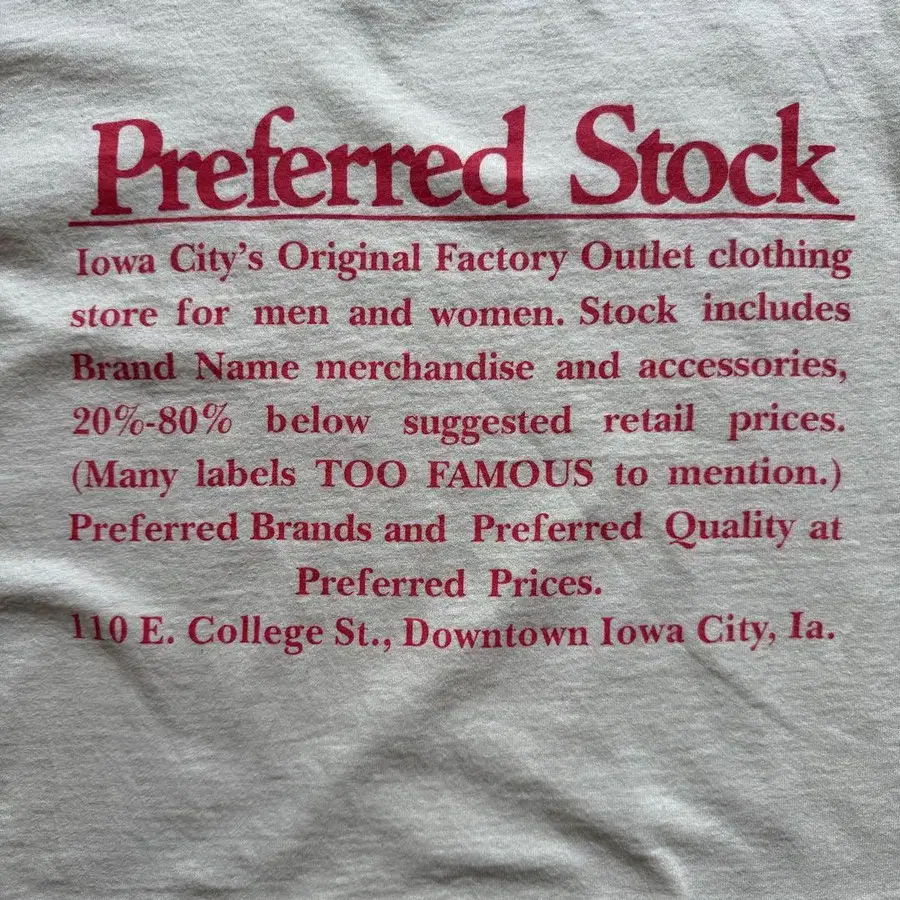 Preferred Stock
Iowa City's Original Factory Outlet clothing
store for men and women. Stock includes
Brand Name merchandise and accessories,
20%-80% below suggested retail prices.
(Many labels TOO FAMOUS to mention.)
Preferred Brands and Preferred Quality at
Preferred Prices.
110 E. College St., Downtown Iowa City, Ia.